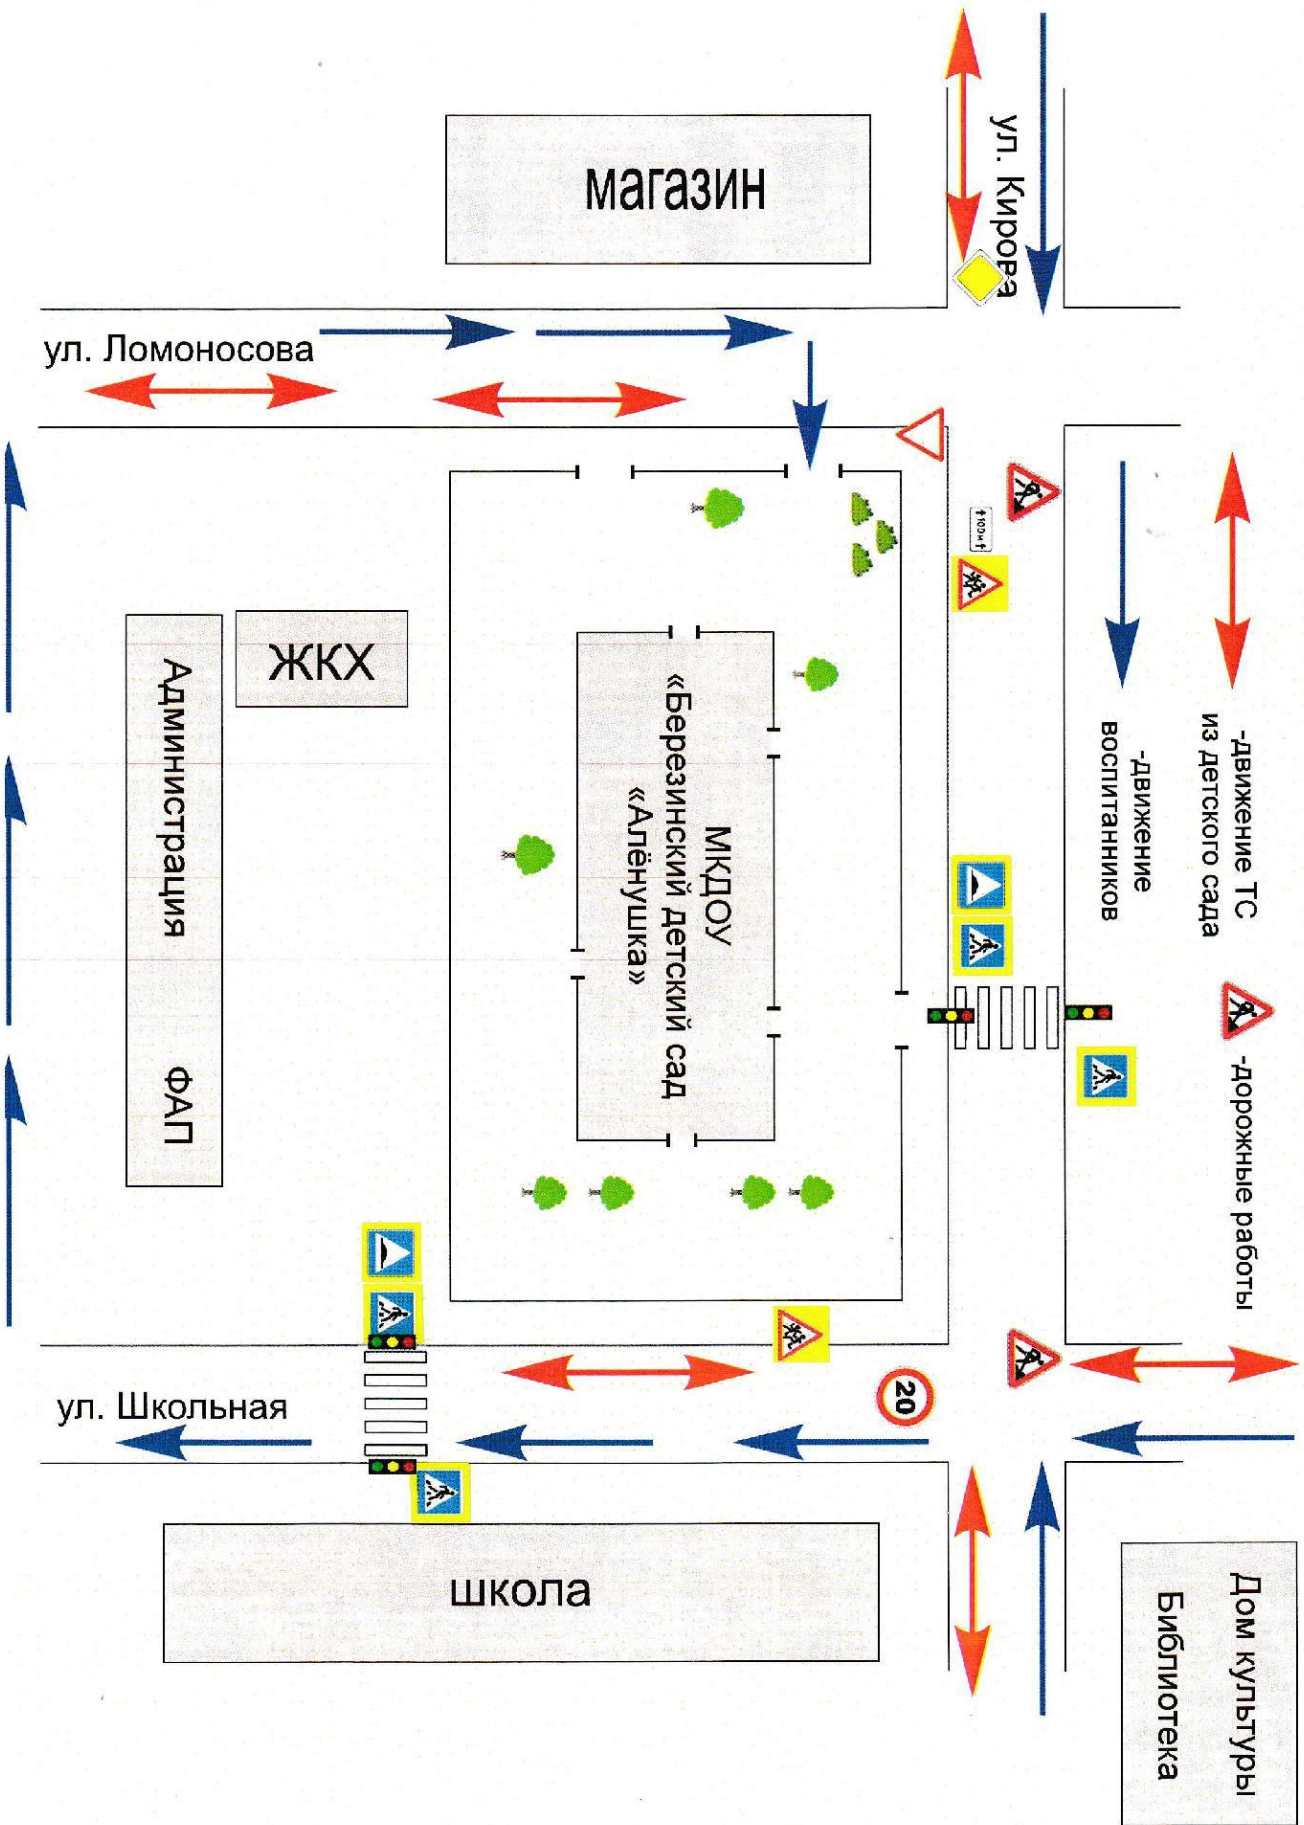 ул. Кирова
магазин
ул. Ломоносова
-движение ТС
из детского сада
-движение
воспитанников
-дорожные работы
100 м
ЖКХ
Администрация
ФАП
МКДОУ
«Березинский детский сад
«Алёнушка»
20
ул. Школьная
школа
Дом культуры
Библиотека